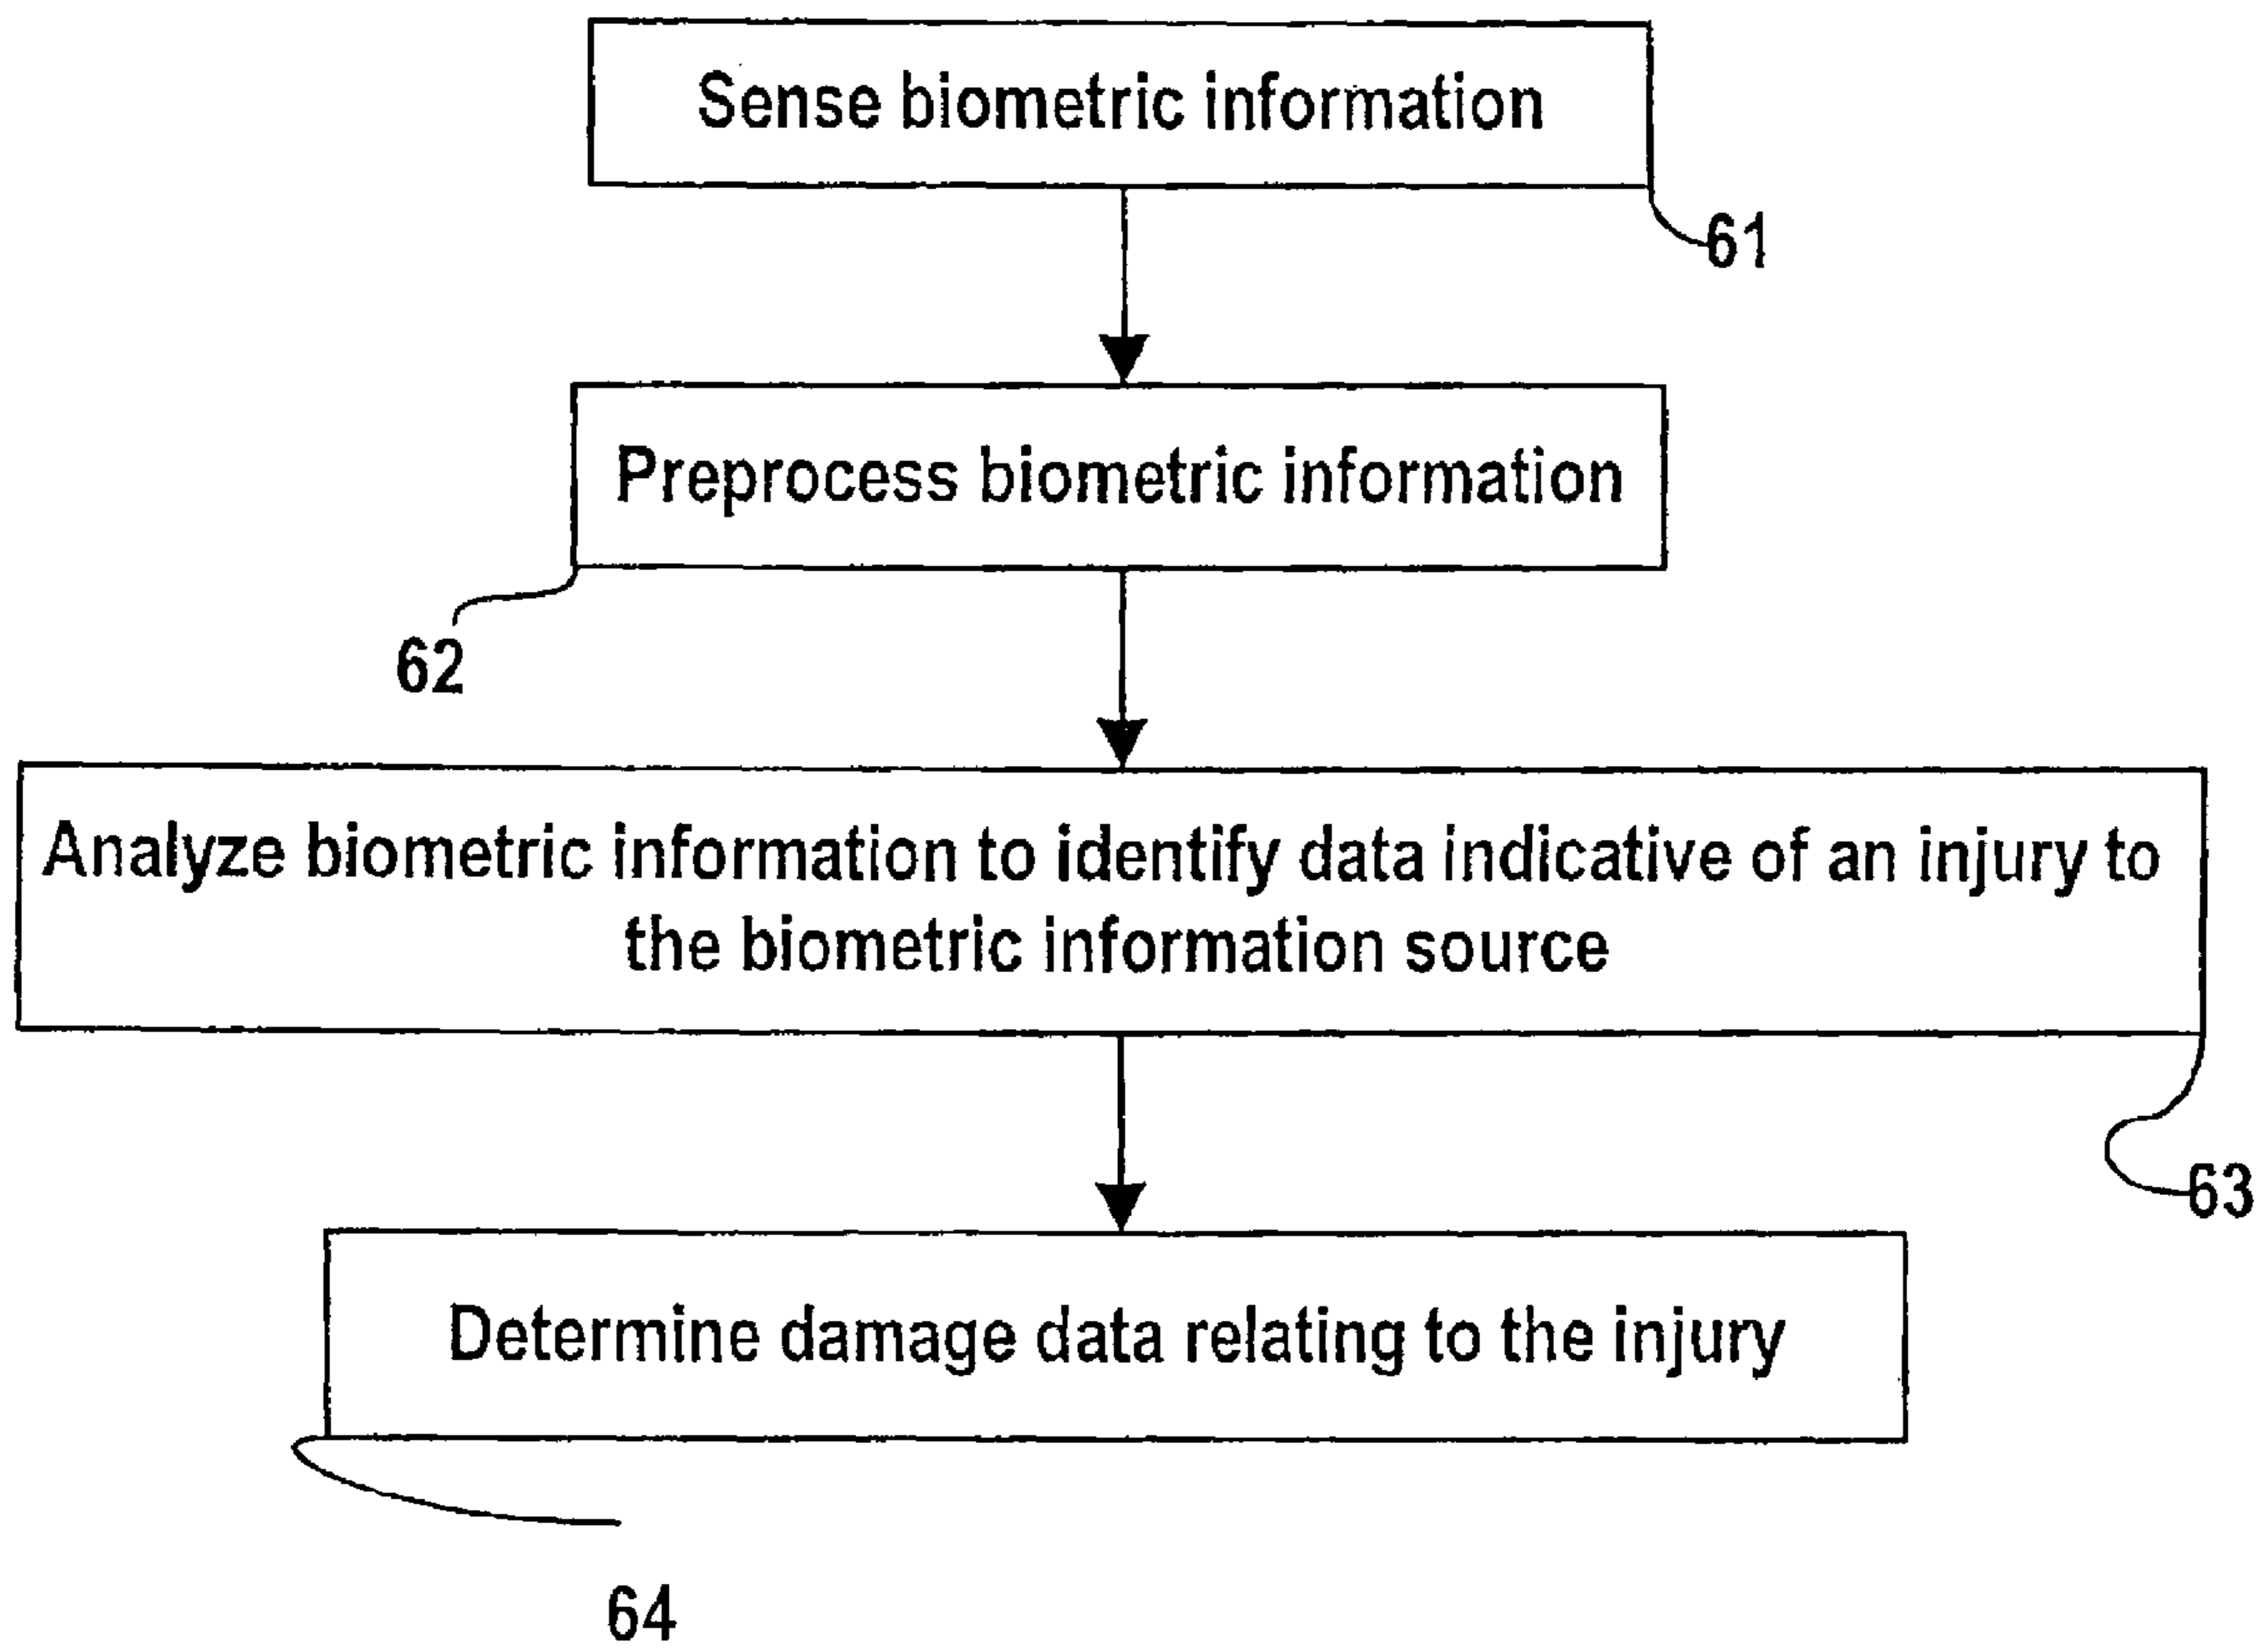 Sense biometric information
61
Preprocess biometric information
62
Analyze biometric information to identify data indicative of an injury to
the biometric information source
63
Determine damage data relating to the injury
64